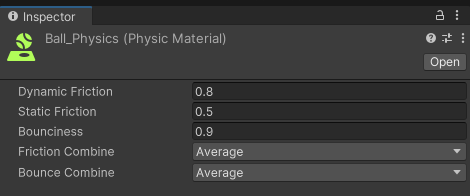 Inspector
Ball_Physics (Physic Material)
Open
Dynamic Friction 0.8
Static Friction 0.5
Bounciness 0.9
Friction Combine Average
Bounce Combine Average